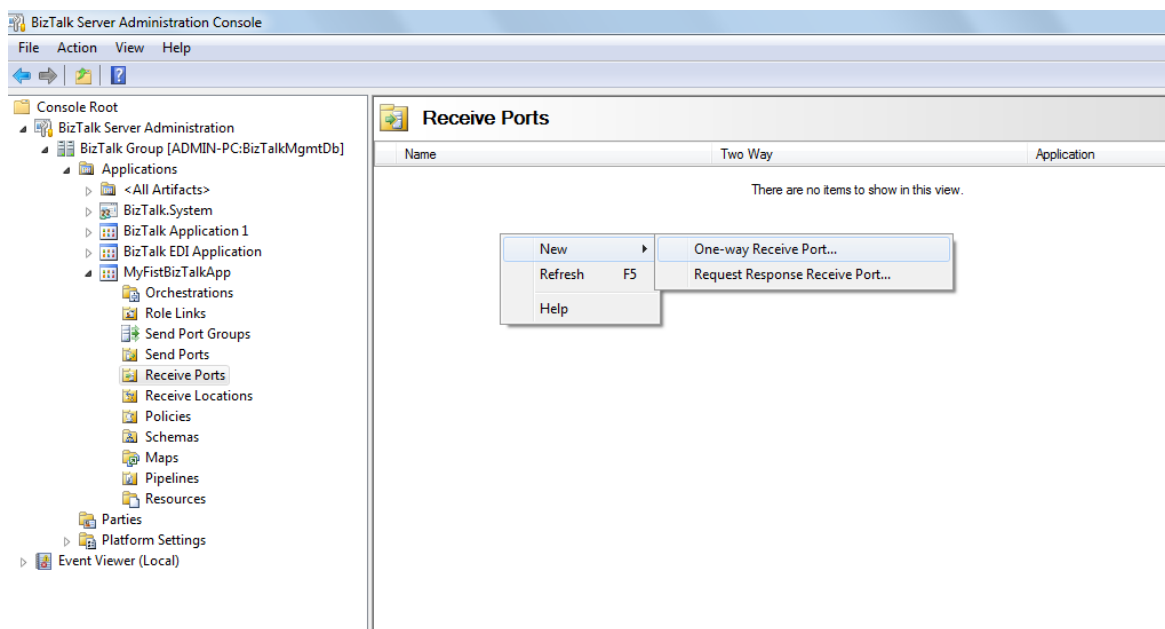 BizTalk Server Administration Console
File Action View Help
Console Root
BizTalk Server Administration
BizTalk Group [ADMIN-PC:BizTalkMgmtDb]
Applications
<All Artifacts>
BizTalk.System
BizTalk Application 1
BizTalk EDI Application
MyFistBizTalkApp
Orchestrations
Role Links
Send Port Groups
Send Ports
Receive Ports
Receive Locations
Policies
Schemas
Maps
Pipelines
Resources
Parties
Platform Settings
Event Viewer (Local)
Receive Ports
Name Two Way Application
There are no items to show in this view.
New
Refresh F5
Help
One-way Receive Port...
Request Response Receive Port...